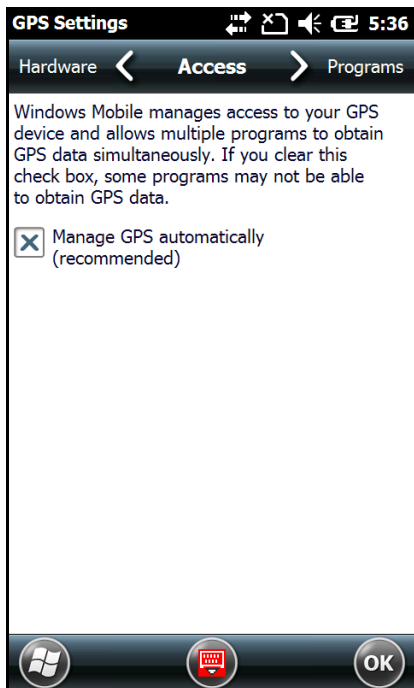 GPS Settings 5:36
Hardware Access Programs
Windows Mobile manages access to your GPS
device and allows multiple programs to obtain
GPS data simultaneously. If you clear this
check box, some programs may not be able
to obtain GPS data.
Manage GPS automatically
(recommended)
OK